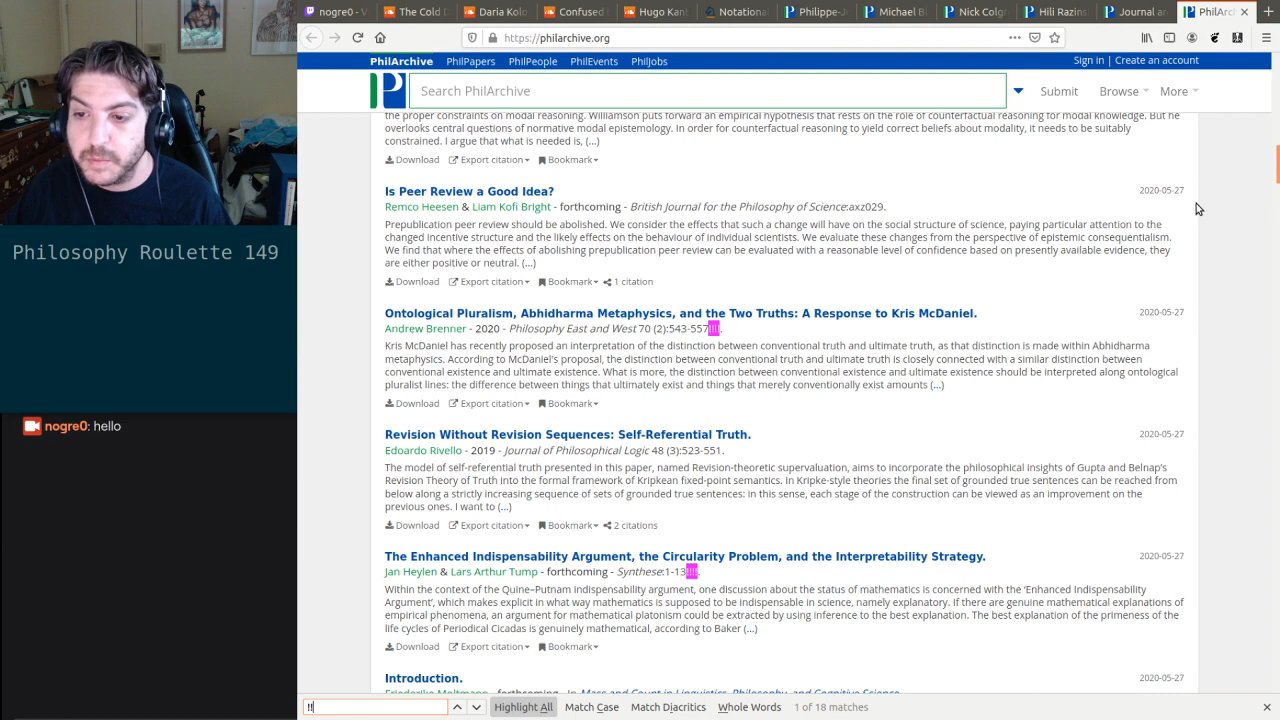 nogre0 - 
The Cold D
Daria Kolo
Confused
Hugo Kant
Notational
Philippe-Jo
Michael Bl
Nick Colgr
Hili Razins
Journal an
PhilArc
https://philarchive.org
PhilArchive PhilPapers PhilPeople PhilEvents PhilJobs
Sign in | Create an account
Search PhilArchive
Submit Browse More
the proper constraints on modal reasoning. Williamson puts forward an empirical hypothesis that rests on the role of counterfactual reasoning for modal knowledge. But he
overlooks central questions of normative modal epistemology. In order for counterfactual reasoning to yield correct beliefs about modality, it needs to be suitably
constrained. I argue that what is needed is, (...)
Download Export citation Bookmark
Is Peer Review a Good Idea? 2020-05-27
Remco Heesen & Liam Kofi Bright - forthcoming - British Journal for the Philosophy of Science:axz029.
Prepublication peer review should be abolished. We consider the effects that such a change will have on the social structure of science, paying particular attention to the
changed incentive structure and the likely effects on the behaviour of individual scientists. We evaluate these changes from the perspective of epistemic consequentialism.
We find that where the effects of abolishing prepublication peer review can be evaluated with a reasonable level of confidence based on presently available evidence, they
are either positive or neutral. (...)
Download Export citation Bookmark 1 citation
Ontological Pluralism, Abhidharma Metaphysics, and the Two Truths: A Response to Kris McDaniel. 2020-05-27
Andrew Brenner - 2020 - Philosophy East and West 70 (2):543-557!!!!.
Kris McDaniel has recently proposed an interpretation of the distinction between conventional truth and ultimate truth, as that distinction is made within Abhidharma
metaphysics. According to McDaniel's proposal, the distinction between conventional truth and ultimate truth is closely connected with a similar distinction between
conventional existence and ultimate existence. What is more, the distinction between conventional existence and ultimate existence should be interpreted along ontological
pluralist lines: the difference between things that ultimately exist and things that merely conventionally exist amounts (...)
Download Export citation Bookmark
Revision Without Revision Sequences: Self-Referential Truth. 2020-05-27
Edoardo Rivello - 2019 - Journal of Philosophical Logic 48 (3):523-551.
The model of self-referential truth presented in this paper, named Revision-theoretic supervaluation, aims to incorporate the philosophical insights of Gupta and Belnap's
Revision Theory of Truth into the formal framework of Kripkean fixed-point semantics. In Kripke-style theories the final set of grounded true sentences can be reached from
below along a strictly increasing sequence of sets of grounded true sentences: in this sense, each stage of the construction can be viewed as an improvement on the
previous ones. I want to (...)
Download Export citation Bookmark 2 citations
The Enhanced Indispensability Argument, the Circularity Problem, and the Interpretability Strategy. 2020-05-27
Jan Heylen & Lars Arthur Tump - forthcoming - Synthese:1-13!!!!.
Within the context of the Quine–Putnam indispensability argument, one discussion about the status of mathematics is concerned with the 'Enhanced Indispensability
Argument', which makes explicit in what way mathematics is supposed to be indispensable in science, namely explanatory. If there are genuine mathematical explanations of
empirical phenomena, an argument for mathematical platonism could be extracted by using inference to the best explanation. The best explanation of the primeness of the
life cycles of Periodical Cicadas is genuinely mathematical, according to Baker (...)
Download Export citation Bookmark
Introduction. 2020-05-27
Friederike Moltmann - forthcoming - In Mass and Count in Linguistics, Philosophy, and Cognitive Science.
!! Highlight All Match Case Match Diacritics Whole Words 1 of 18 matches
Philosophy Roulette 149
nogre0: hello